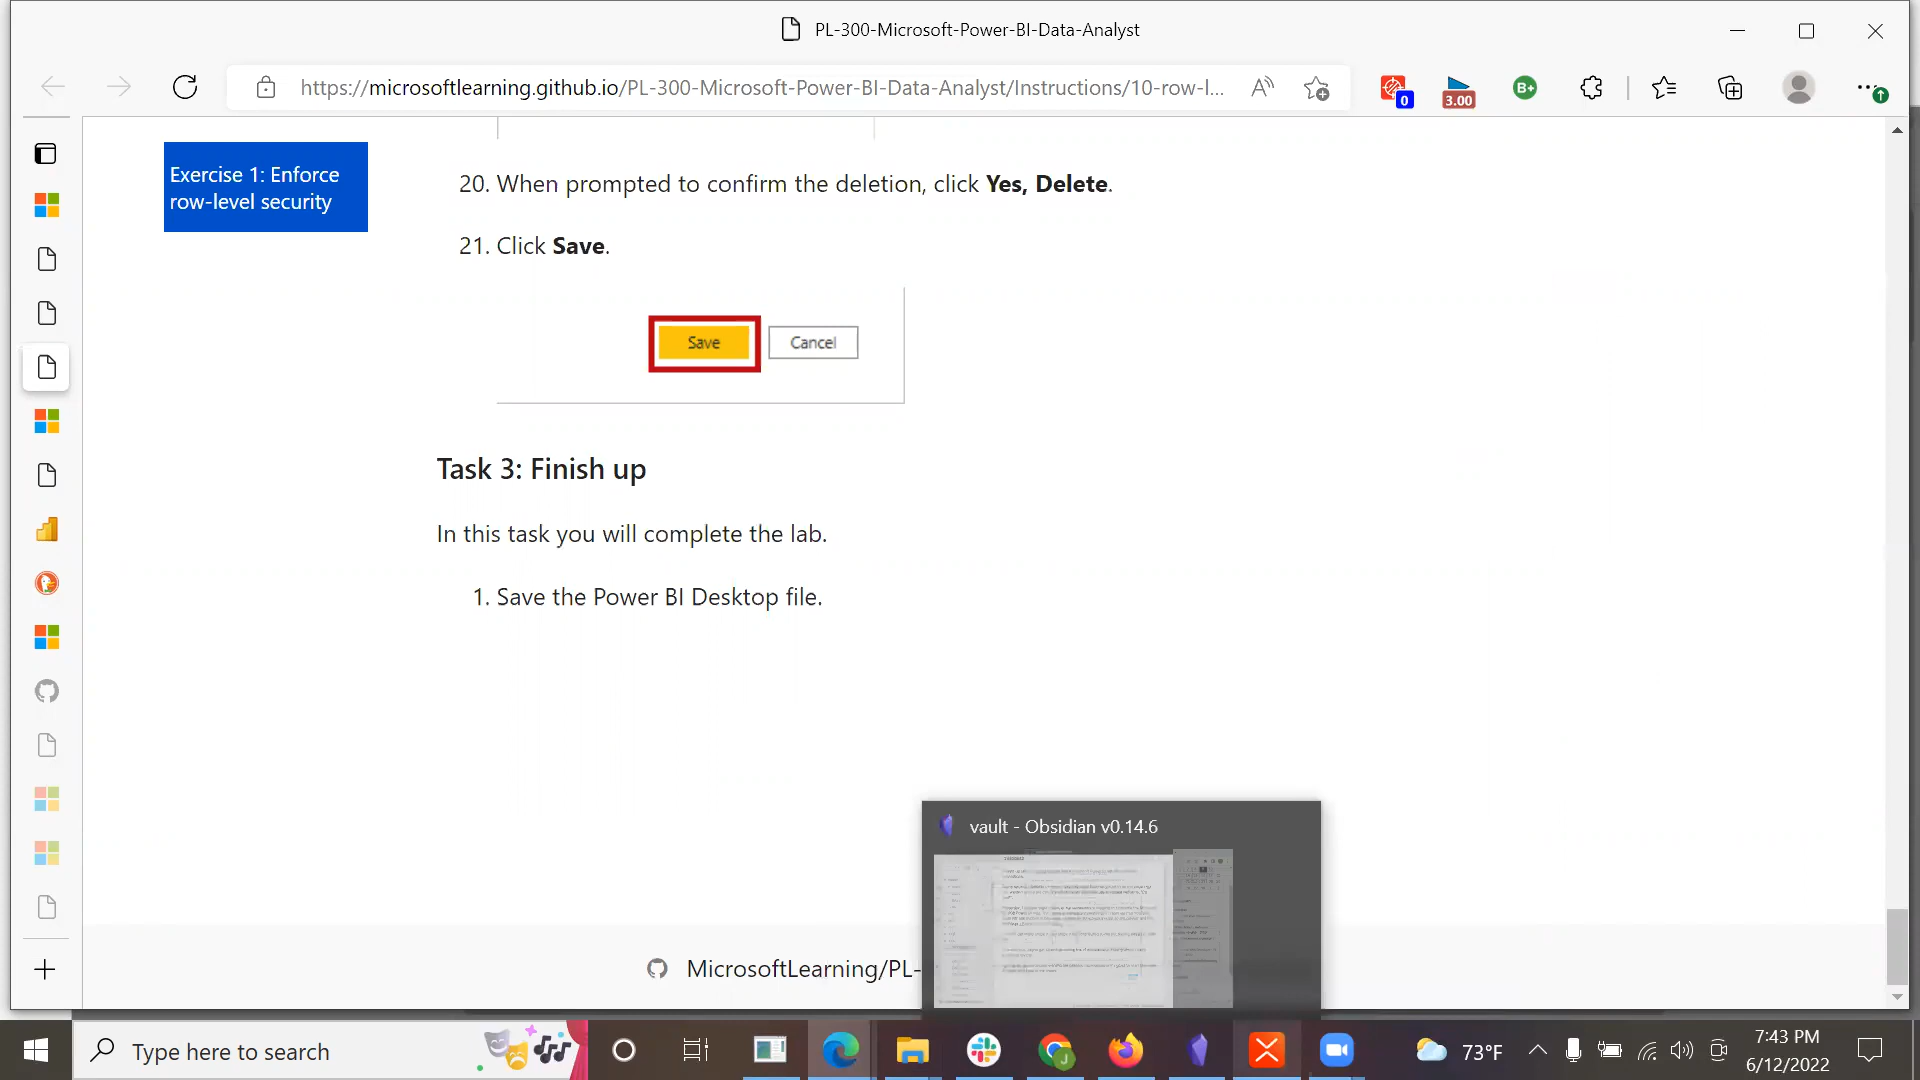 PL-300-Microsoft-Power-BI-Data-Analyst
https://microsoftlearning.github.io/PL-300-Microsoft-Power-BI-Data-Analyst/Instructions/10-row-l...
0
3.00
B+
Exercise 1: Enforce
row-level security
20. When prompted to confirm the deletion, click Yes, Delete.
21. Click Save.
Save
Cancel
Task 3: Finish up
In this task you will complete the lab.
1. Save the Power BI Desktop file.
vault - Obsidian v0.14.6
MicrosoftLearning/PL-
Type here to search
J
73°F
7:43 PM
6/12/2022